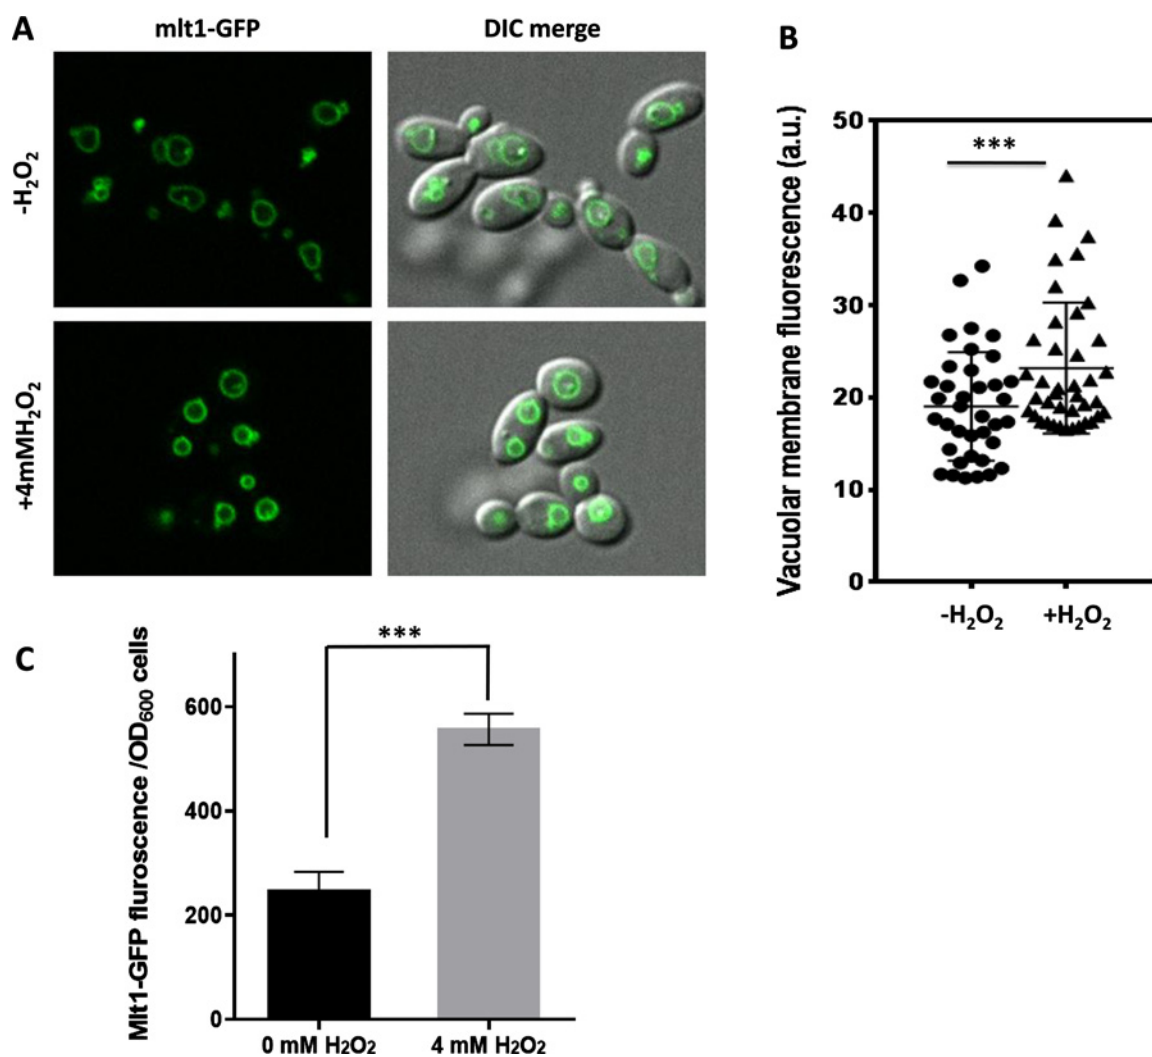 A
mlt1-GFP
DIC merge
-H₂O₂
+4mMH₂O₂
B
Vacuolar membrane fluorescence (a.u.)
50
40
30
20
10
0
***
-H₂O₂
+H₂O₂
C
Mlt1-GFP fluroscence /OD₆₀₀ cells
600
400
200
0
***
0 mM H₂O₂
4 mM H₂O₂